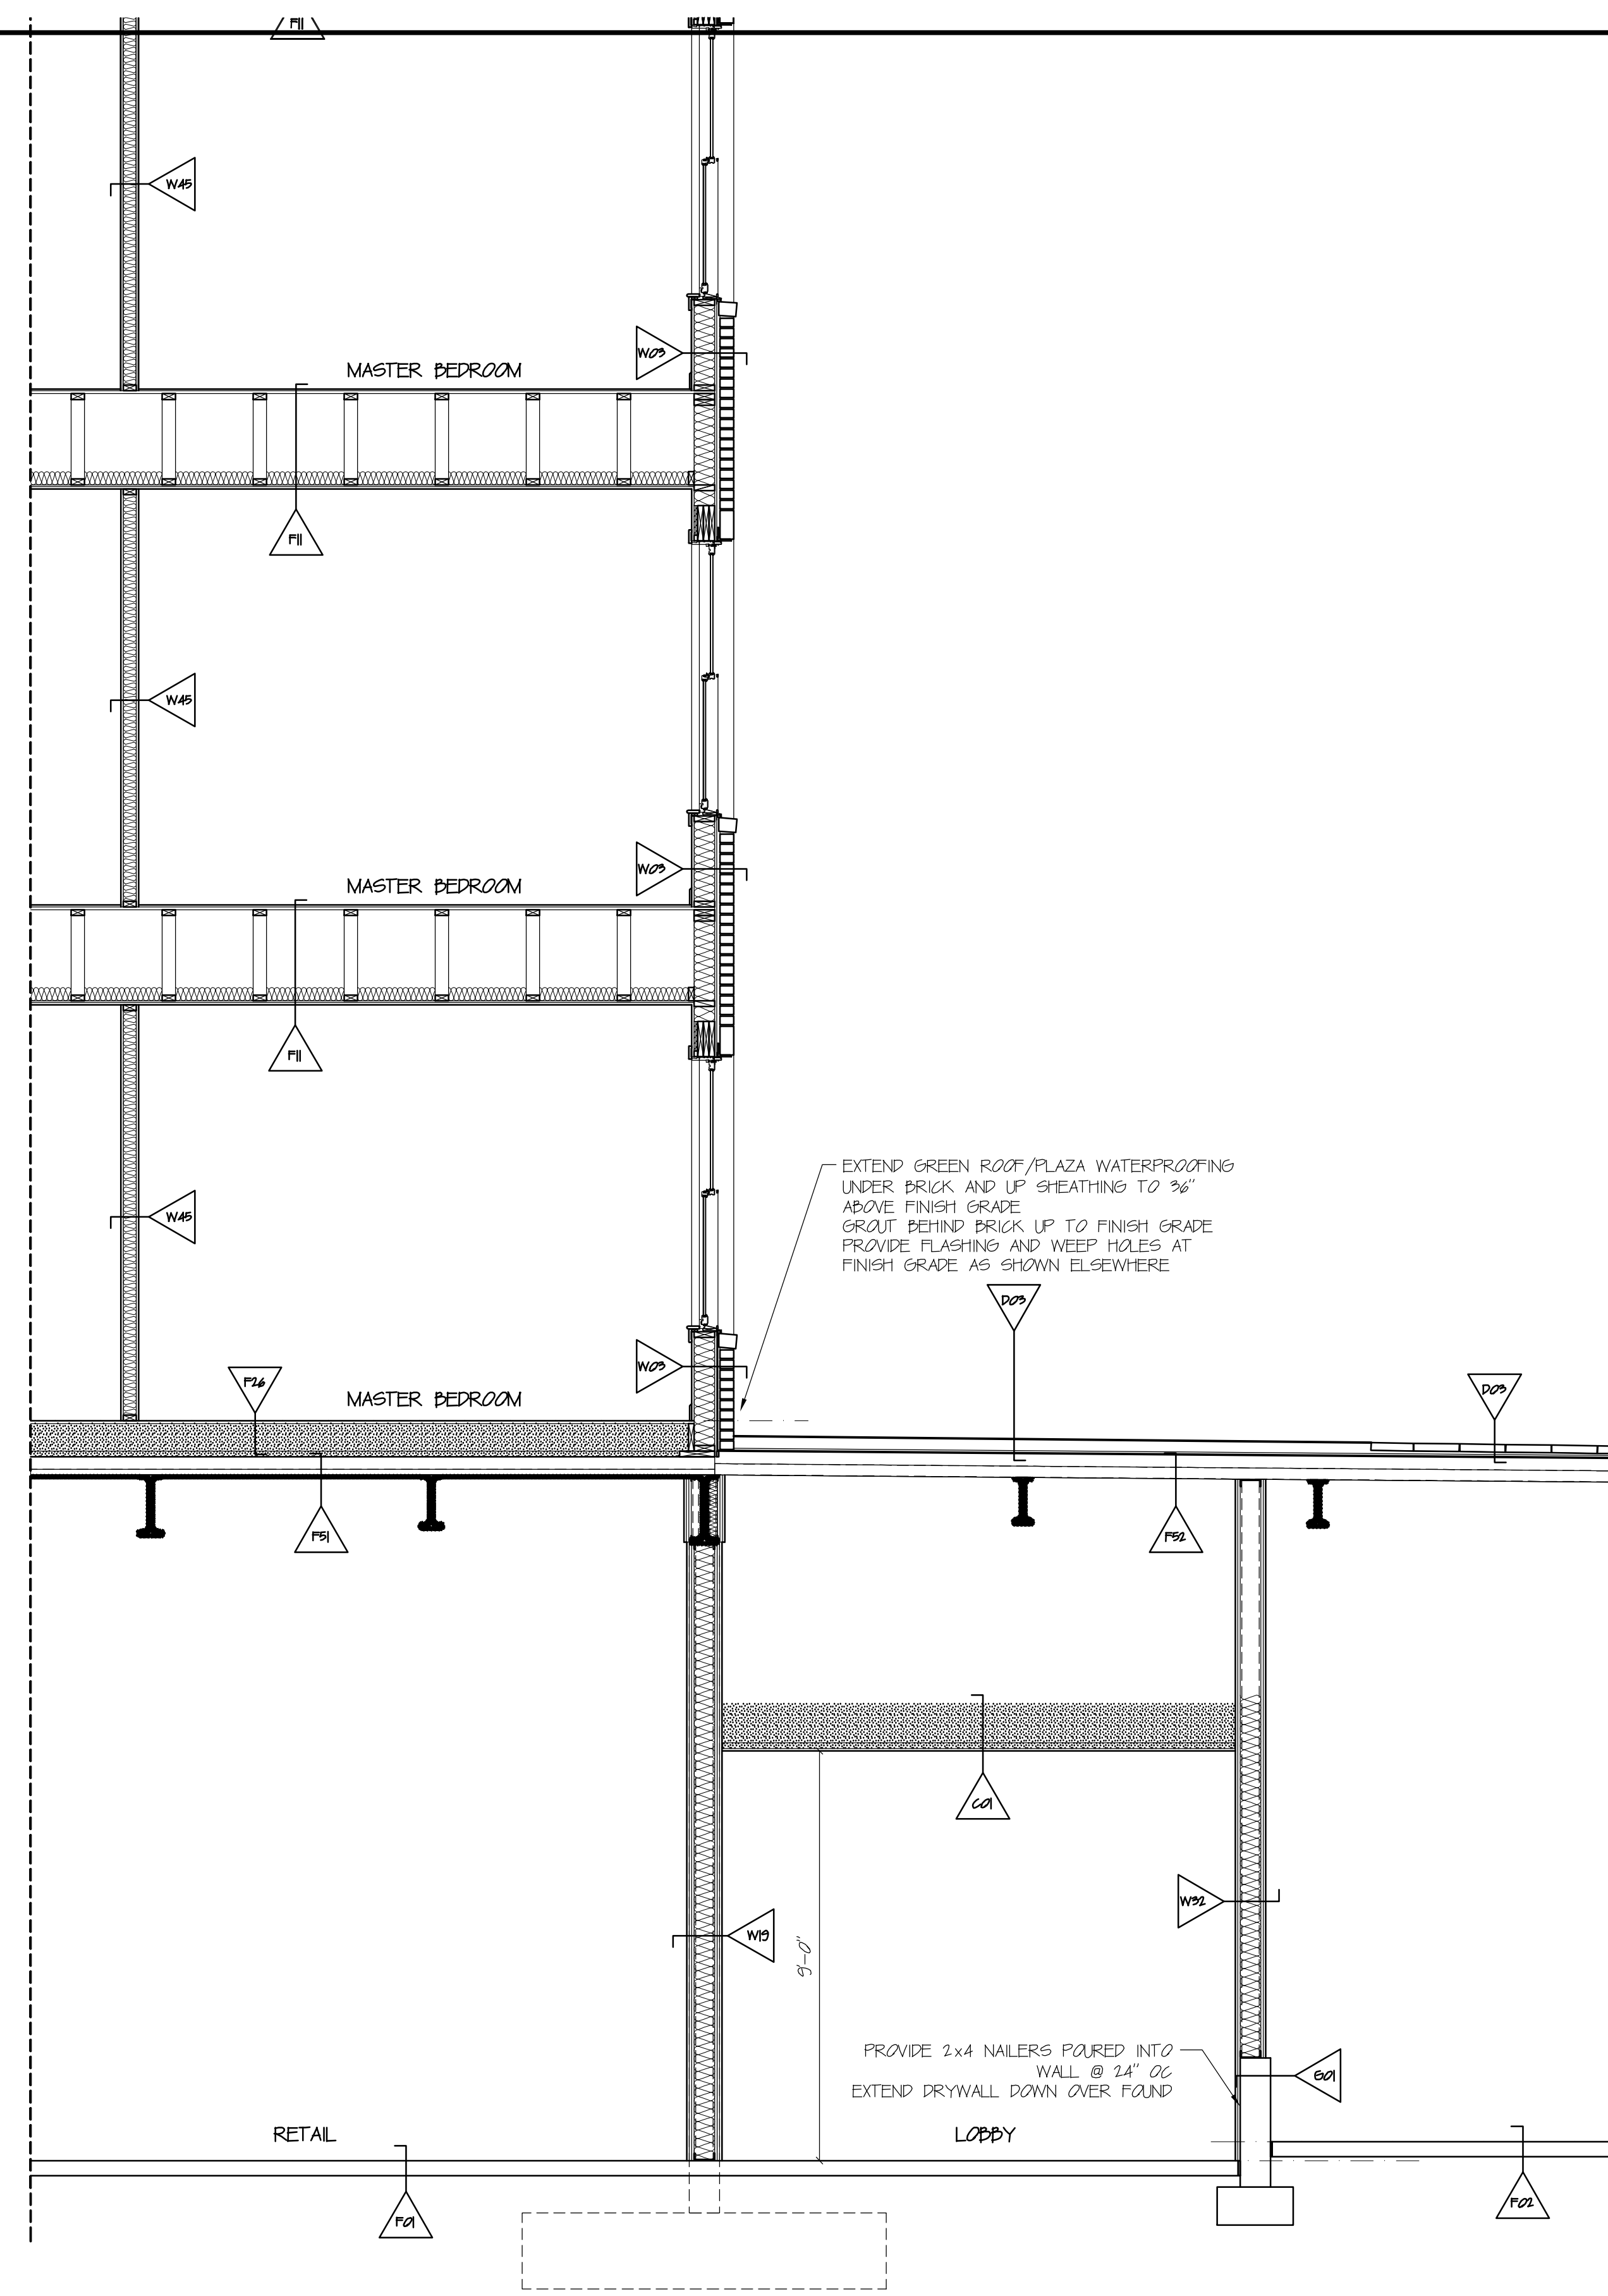 F11
W45
W03
MASTER BEDROOM
F11
W45
W03
MASTER BEDROOM
F11
EXTEND GREEN ROOF/PLAZA WATERPROOFING
UNDER BRICK AND UP SHEATHING TO 36"
ABOVE FINISH GRADE
GROUT BEHIND BRICK UP TO FINISH GRADE
PROVIDE FLASHING AND WEEP HOLES AT
FINISH GRADE AS SHOWN ELSEWHERE
W45
D03
W03
F26
MASTER BEDROOM
D03
F51
F52
C01
W32
W19
9'-0"
PROVIDE 2x4 NAILERS POURED INTO
WALL @ 24" OC
EXTEND DRYWALL DOWN OVER FOUND
G01
RETAIL
LOBBY
F01
F02